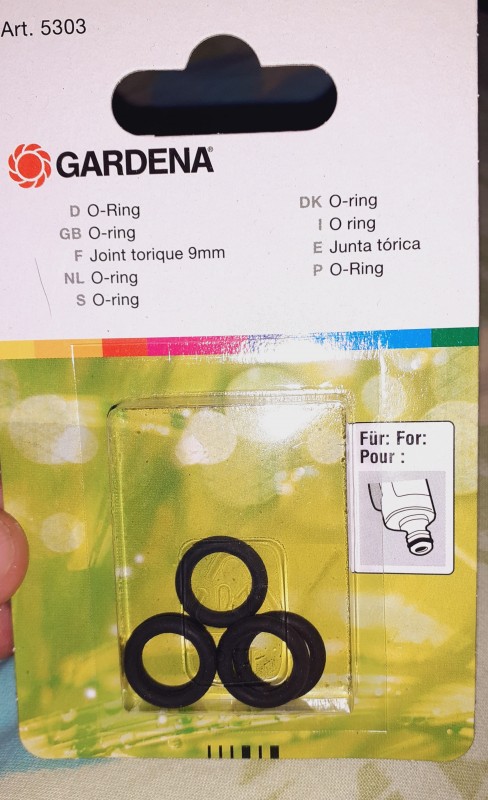 Art. 5303
GARDENA®
D O-Ring
GB O-ring
F Joint torique 9mm
NL O-ring
S O-ring
DK O-ring
I O ring
E Junta tórica
P O-Ring
Für: For:
Pour :